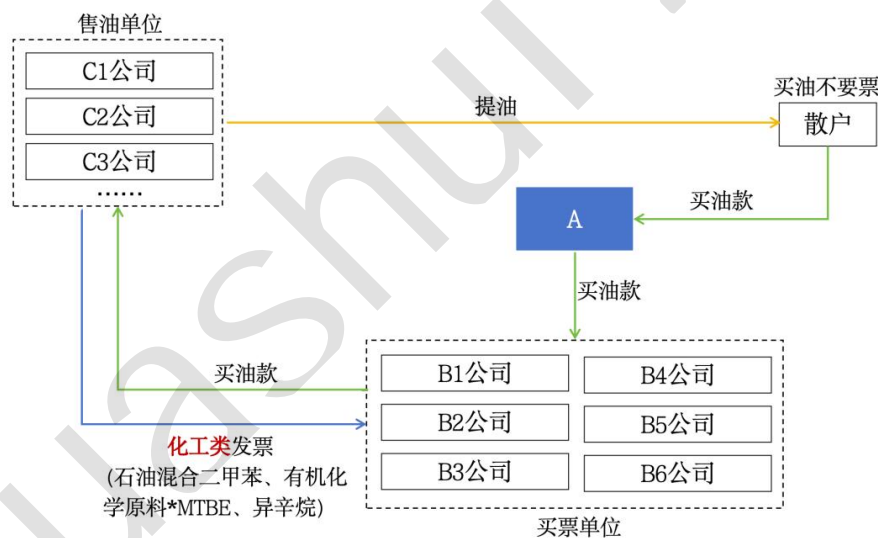 售油单位
C1公司
C2公司
C3公司
……
提油
买油不要票
散户
买油款
A
买油款
买油款
化工类发票
(石油混合二甲苯、有机化
学原料*MTBE、异辛烷)
B1公司
B4公司
B2公司
B5公司
B3公司
B6公司
买票单位